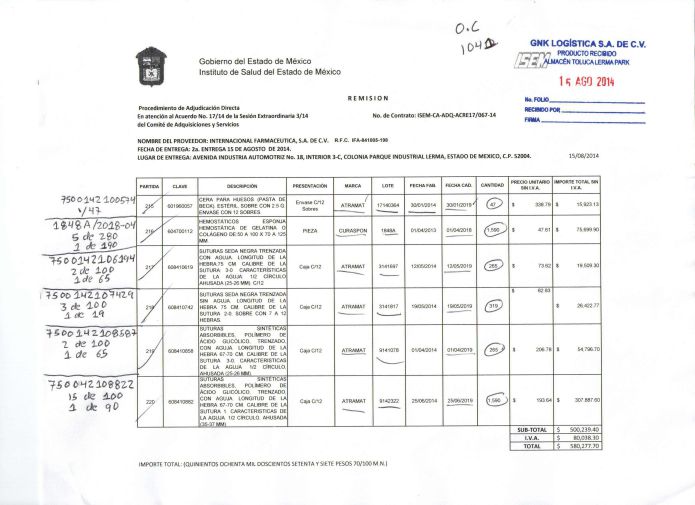 O.C
104
GNK LOGÍSTICA S.A. DE C.V.
PRODUCTO RECIBIDO
ISEM ALMACÉN TOLUCA LERMA PARK
15 AGO 2014
No. FOLIO
RECIBIDO POR
FIRMA
Gobierno del Estado de México
Instituto de Salud del Estado de México
REMISION
Procedimiento de Adjudicación Directa
En atención al Acuerdo No. 17/14 de la Sesión Extraordinaria 3/14
del Comité de Adquisiciones y Servicios
No. de Contrato: ISEM-CA-ADQ-ACRE17/067-14
NOMBRE DEL PROVEEDOR: INTERNACIONAL FARMACEUTICA, S.A. DE C.V. R.F.C. IFA-841005-198
FECHA DE ENTREGA: 2a. ENTREGA 15 DE AGOSTO DE 2014.
LUGAR DE ENTREGA: AVENIDA INDUSTRIA AUTOMOTRIZ No. 18, INTERIOR 3-C, COLONIA PARQUE INDUSTRIAL LERMA, ESTADO DE MEXICO, C.P. 52004.
15/08/2014
PARTIDA CLAVE DESCRIPCIÓN PRESENTACIÓN MARCA LOTE FECHA FAB. FECHA CAD. CANTIDAD PRECIO UNITARIO SIN I.V.A. IMPORTE TOTAL SIN I.V.A.
7500142100574
1/47
215 601960057 CERA PARA HUESOS (PASTA DE BECK). ESTÉRIL, SOBRE CON 2.5 G. ENVASE CON 12 SOBRES. Envase C/12 Sobres ATRAMAT 17140364 30/01/2014 30/01/2019 47 $ 338.79 $ 15,923.13
1848A/2018-04
5 de 280
1 de 190
216 604700112 HEMOSTATICOS ESPONJA HEMOSTÁTICA DE GELATINA O COLAGENO DE 50 A 100 X 70 A 125 MM PIEZA CURASPON 1848A 01/04/2013 01/04/2018 1,590 $ 47.61 $ 75,699.90
7500142106194
2 de 100
1 de 65
217 608410619 SUTURAS SEDA NEGRA TRENZADA CON AGUJA. LONGITUD DE LA HEBRA:75 CM CALIBRE DE LA SUTURA 3-0 CARACTERÍSTICAS DE LA AGUJA 1/2 CÍRCULO, AHUSADA (25-26 MM) C/12 Caja C/12 ATRAMAT 3141697 12/05/2014 12/05/2019 265 $ 73.62 $ 19,509.30
7500142107429
3 de 100
1 de 19
218 608410742 SUTURAS SEDA NEGRA TRENZADA SIN AGUJA. LONGITUD DE LA HEBRA 75 CM. CALIBRE DE LA SUTURA 2-0. SOBRE CON 7 A 12 HEBRAS. Caja C/12 ATRAMAT 3141817 19/05/2014 19/05/2019 319 $ 82.83 $ 26,422.77
7500142108587
2 de 100
1 de 65
219 608410858 SUTURAS SINTÉTICAS ABSORBIBLES, POLÍMERO DE ÁCIDO GLICÓLICO. TRENZADO, CON AGUJA. LONGITUD DE LA HEBRA 67-70 CM CALIBRE DE LA SUTURA 3-0. CARACTERISTICAS DE LA AGUJA 1/2 CÍRCULO, AHUSADA (25-26 MM). Caja C/12 ATRAMAT 9141078 01/04/2014 01/04/2019 265 $ 206.78 $ 54,796.70
750042108822
15 de 100
1 de 90
220 608410882 SUTURAS SINTÉTICAS ABSORBIBLES, POLÍMERO DE ÁCIDO GLICÓLICO, TRENZADO, CON AGUJA. LONGITUD DE LA HEBRA 67-70 CM. CALIBRE DE LA SUTURA 1 CARACTERISTICAS DE LA AGUJA 1/2 CÍRCULO, AHUSADA (35-37 MM) Caja C/12 ATRAMAT 9142322 25/06/2014 25/06/2019 1,590 $ 193.64 $ 307,887.60
SUB-TOTAL $ 500,239.40
I.V.A. $ 80,038.30
TOTAL $ 580,277.70
IMPORTE TOTAL: (QUINIENTOS OCHENTA MIL DOSCIENTOS SETENTA Y SIETE PESOS 70/100 M.N.)